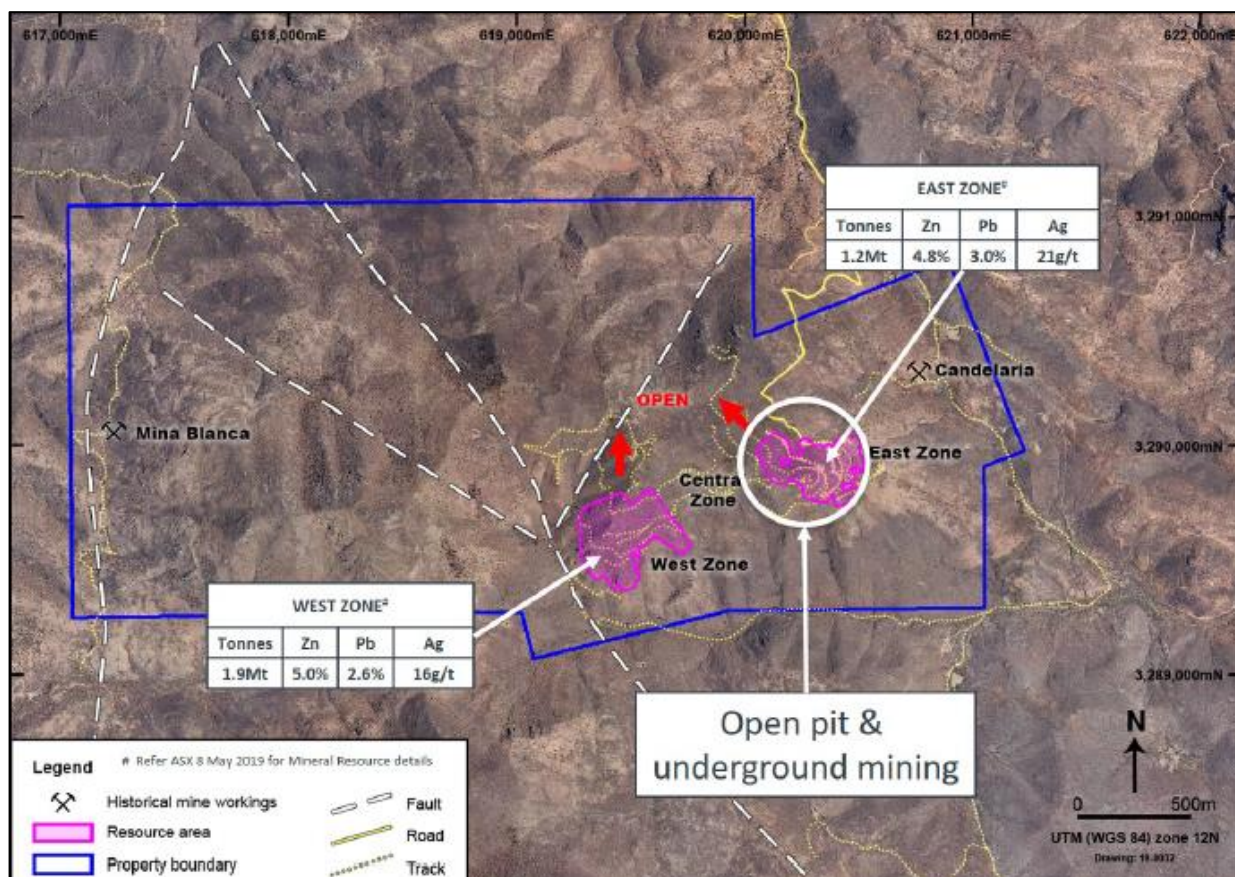 617,000mE 618,000mE 619,000mE 620,000mE 621,000mE 622,000mE
EAST ZONE#
Tonnes Zn Pb Ag
1.2Mt 4.8% 3.0% 21g/t
3,291,000mN
Candelaria
OPEN
Mina Blanca
3,290,000mN
East Zone
Centra
Zone
West Zone
WEST ZONE#
Tonnes Zn Pb Ag
1.9Mt 5.0% 2.6% 16g/t
3,289,000mN
Open pit &
underground mining
N
0 500m
UTM (WGS 84) zone 12N
Legend # Refer ASX 8 May 2019 for Mineral Resource details
Historical mine workings Fault
Resource area Road
Property boundary Track